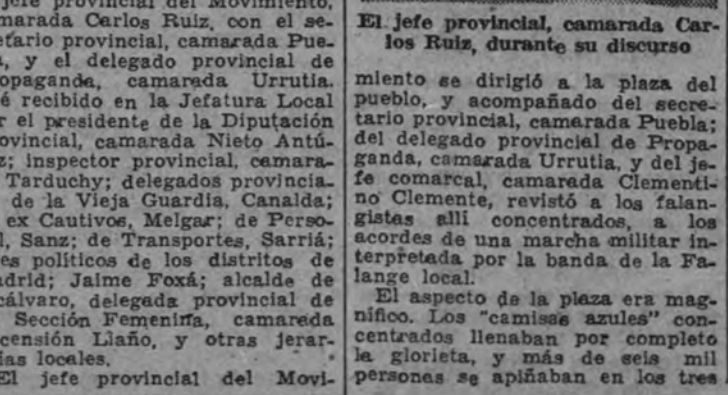 jefe provincial del Movimiento,
marada Carlos Ruiz, con el se-
etario provincial, camarada Pue-
, y el delegado provincial de
opaganda, camarada Urrutia.
é recibido en la Jefatura Local
r el presidente de la Diputación
ovincial, camarada Nieto Antú-
z; inspector provincial, camara-
Tarduchy; delegados provincia-
de la Vieja Guardia, Canalda;
ex Cautivos, Melgar; de Perso-
l, Sanz; de Transportes, Sarriá;
es políticos de los distritos de
adrid; Jaime Foxá; alcalde de
cálvaro, delegada provincial de
Sección Femenina, camarada
censión Llaño, y otras jerar-
ías locales.
El jefe provincial del Movi-
El jefe provincial, camarada Car-
los Ruiz, durante su discurso
miento se dirigió a la plaza del
pueblo, y acompañado del secre-
tario provincial, camarada Puebla;
del delegado provincial de Propa-
ganda, camarada Urrutia, y del je-
fe comarcal, camarada Clementi-
no Clemente, revistó a los falan-
gistas allí concentrados, a los
acordes de una marcha militar in-
terpretada por la banda de la Fa-
lange local.
El aspecto de la plaza era mag-
nífico. Los "camisas azules" con-
centrados llenaban por completo
la glorieta, y más de seis mil
personas se apiñaban en los tres